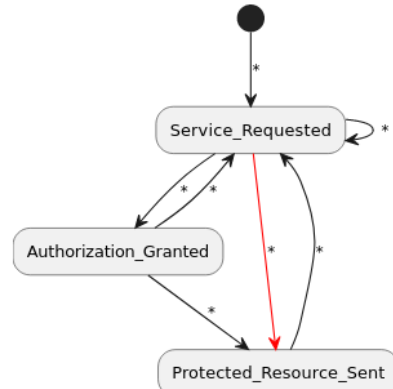 *
Service_Requested
*
*
*
Authorization_Granted
*
*
*
Protected_Resource_Sent